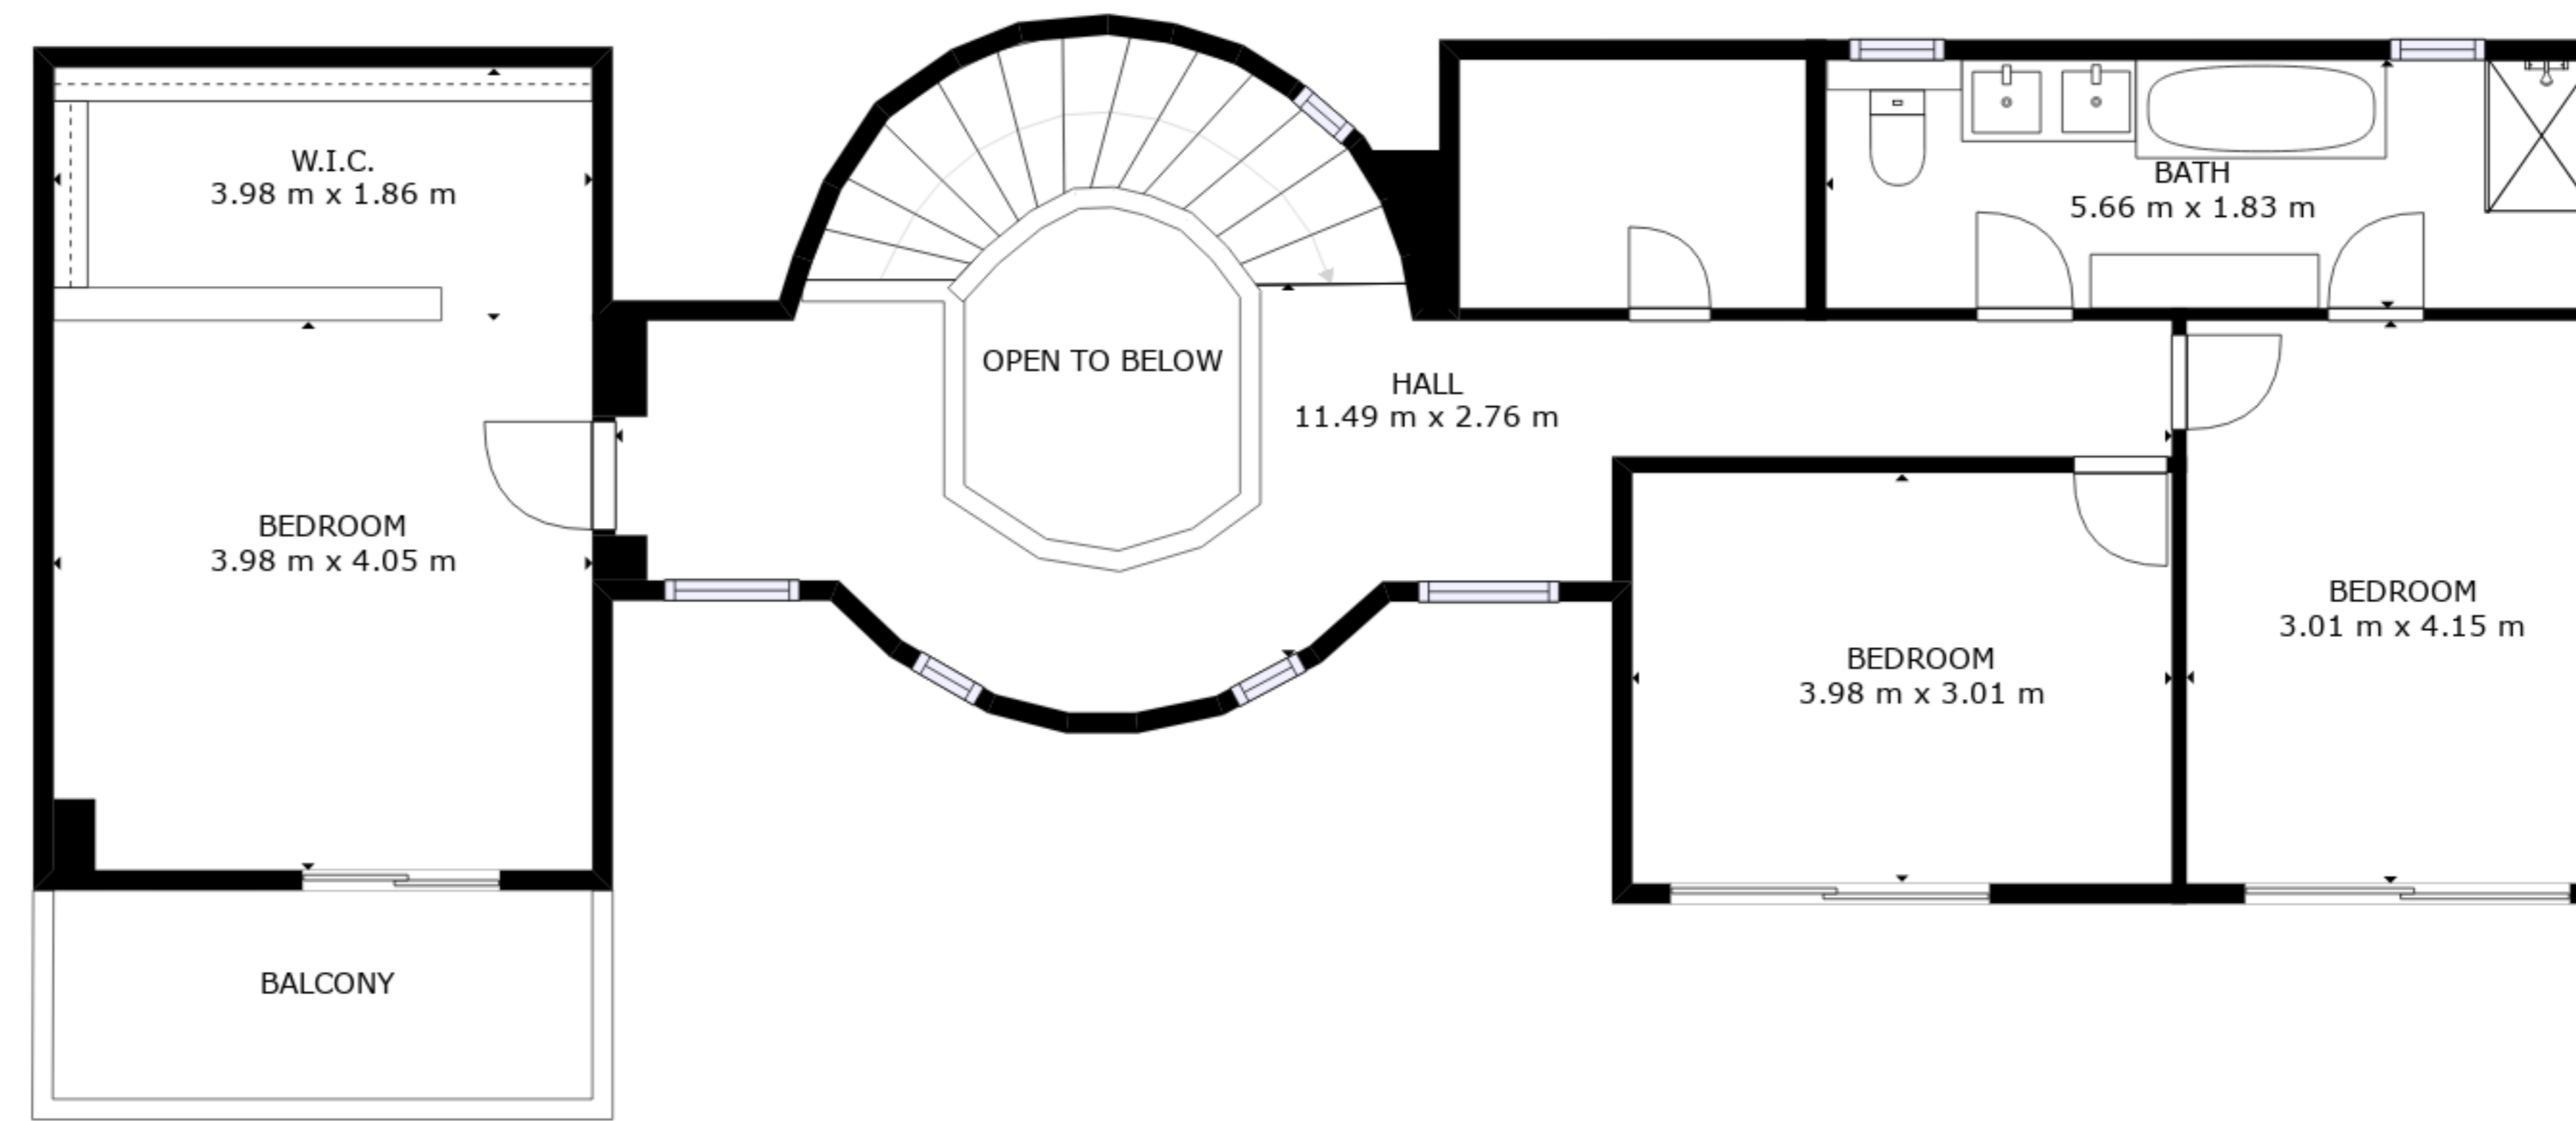 W.I.C.
3.98 m x 1.86 m
BATH
5.66 m x 1.83 m
OPEN TO BELOW
HALL
11.49 m x 2.76 m
BEDROOM
3.98 m x 4.05 m
BEDROOM
3.98 m x 3.01 m
BEDROOM
3.01 m x 4.15 m
BALCONY